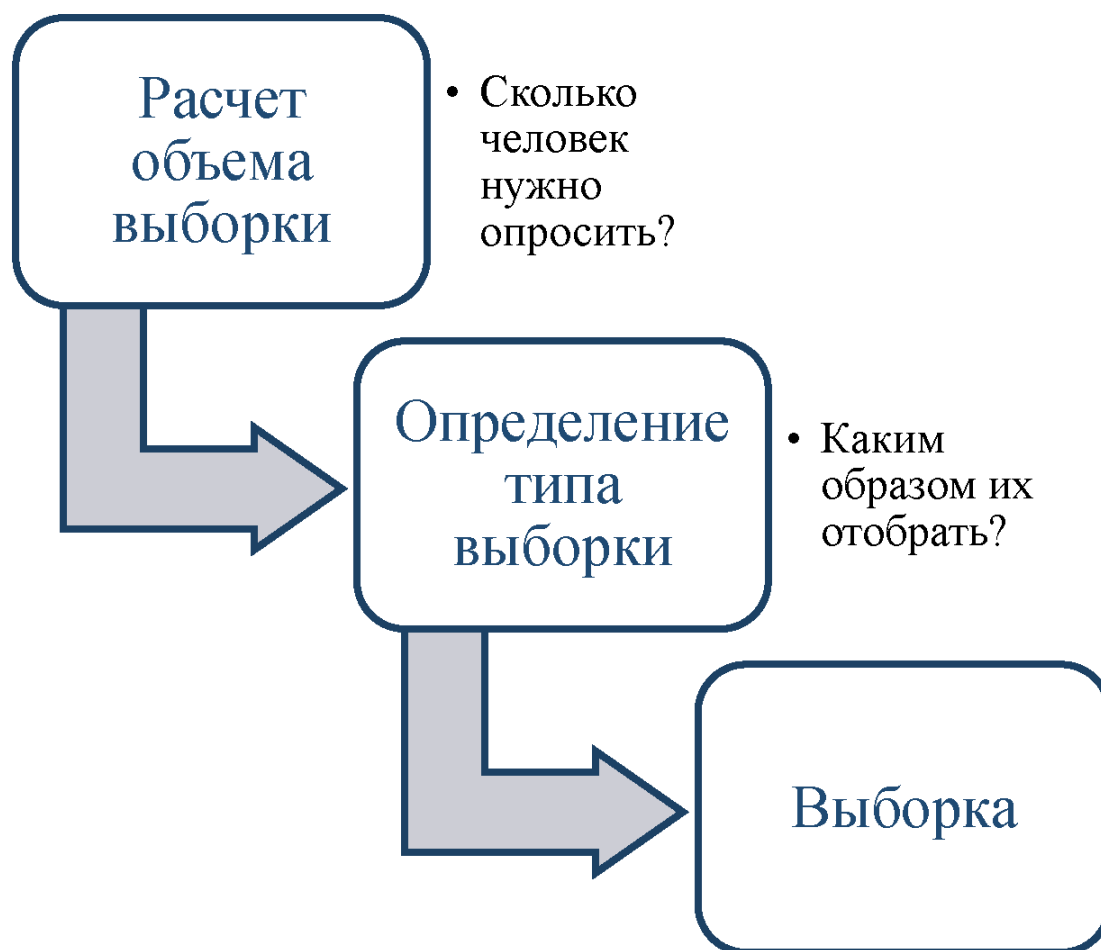 Расчет
объема
выборки
• Сколько
человек
нужно
опросить?
Определение
типа
выборки
• Каким
образом их
отобрать?
Выборка